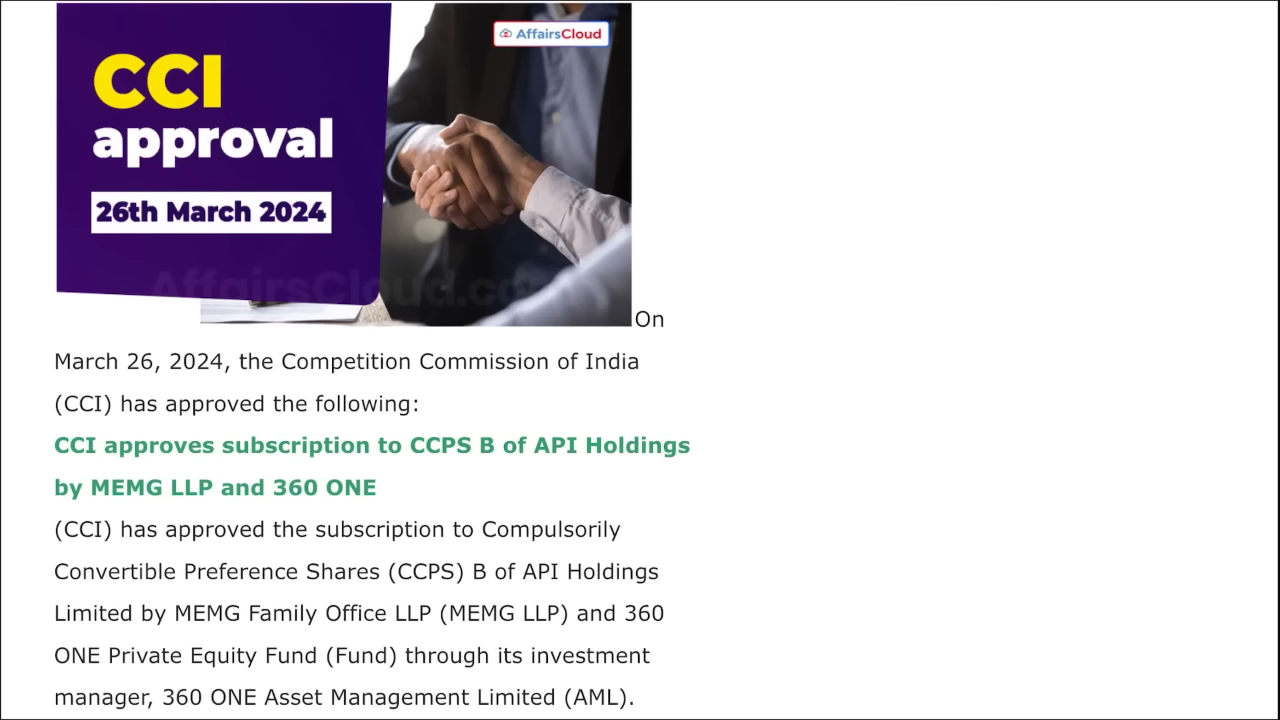 AffairsCloud
CCI
approval
26th March 2024
AffairsCloud.com
On
March 26, 2024, the Competition Commission of India
(CCI) has approved the following:
CCI approves subscription to CCPS B of API Holdings
by MEMG LLP and 360 ONE
(CCI) has approved the subscription to Compulsorily
Convertible Preference Shares (CCPS) B of API Holdings
Limited by MEMG Family Office LLP (MEMG LLP) and 360
ONE Private Equity Fund (Fund) through its investment
manager, 360 ONE Asset Management Limited (AML).